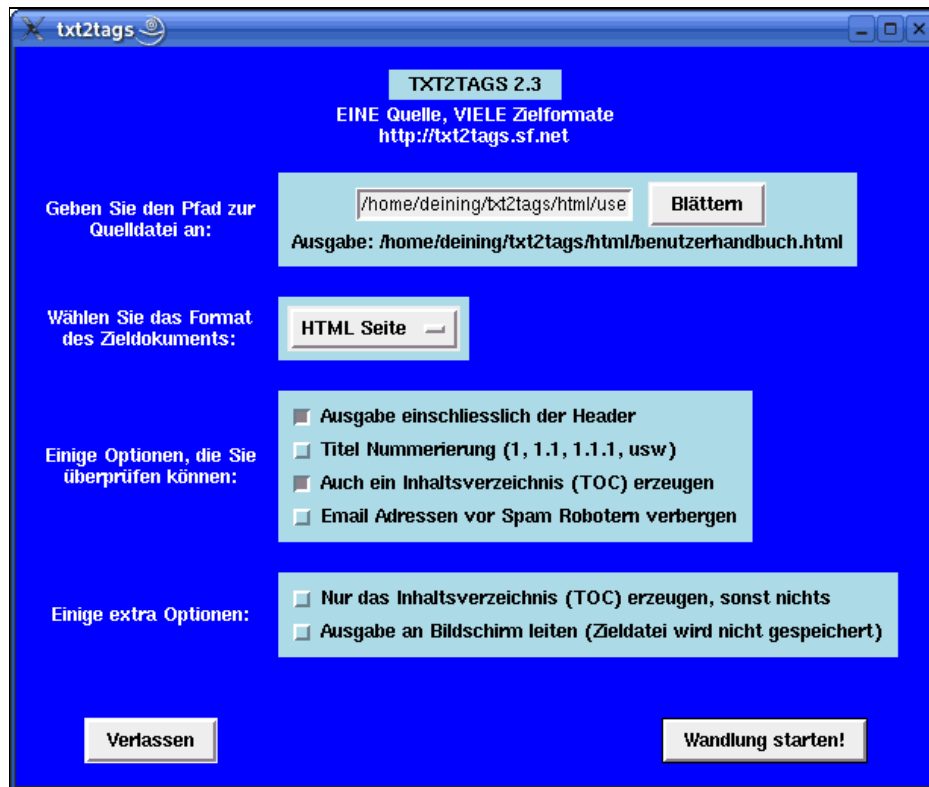 txt2tags
TXT2TAGS 2.3
EINE Quelle, VIELE Zielformate
http://txt2tags.sf.net
Geben Sie den Pfad zur
Quelldatei an:
/home/deining/txt2tags/html/use
Blättern
Ausgabe: /home/deining/txt2tags/html/benutzerhandbuch.html
Wählen Sie das Format
des Zieldokuments:
HTML Seite
Einige Optionen, die Sie
überprüfen können:
Ausgabe einschliesslich der Header
Titel Nummerierung (1, 1.1, 1.1.1, usw)
Auch ein Inhaltsverzeichnis (TOC) erzeugen
Email Adressen vor Spam Robotern verbergen
Einige extra Optionen:
Nur das Inhaltsverzeichnis (TOC) erzeugen, sonst nichts
Ausgabe an Bildschirm leiten (Zieldatei wird nicht gespeichert)
Verlassen
Wandlung starten!